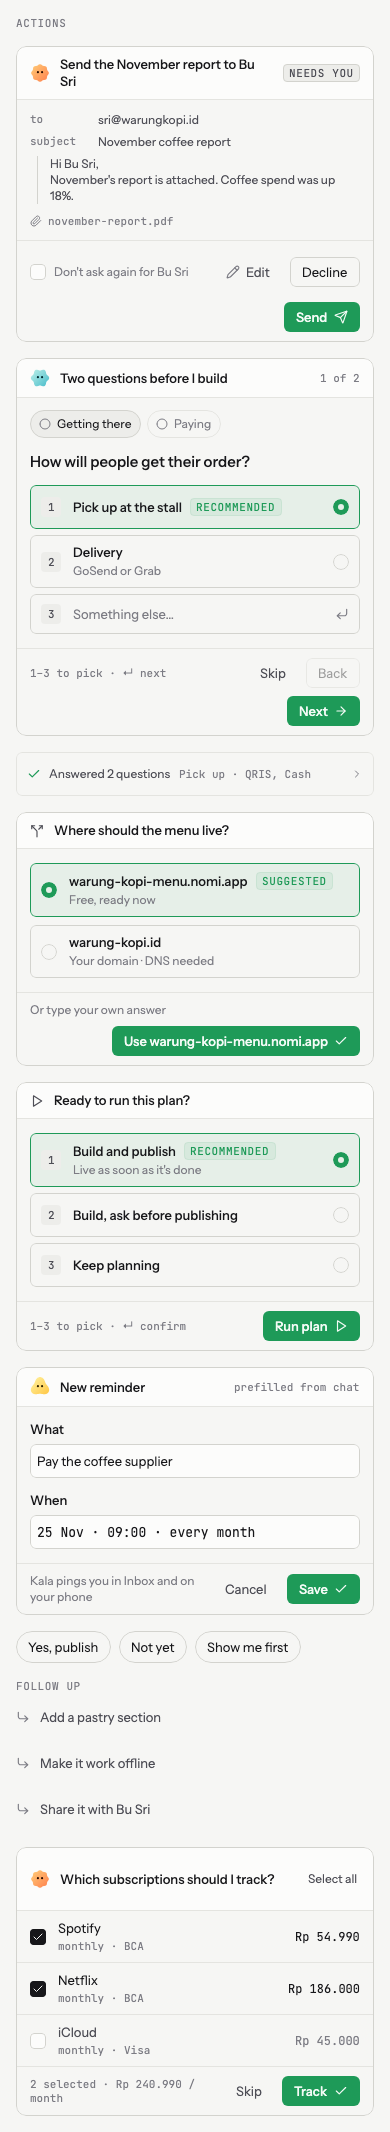 ACTIONS
Send the November report to Bu
Sri
NEEDS YOU
to sri@warungkopi.id
subject November coffee report
Hi Bu Sri,
November's report is attached. Coffee spend was up
18%.
november-report.pdf
Don't ask again for Bu Sri
Edit
Decline
Send
Two questions before I build
1 of 2
Getting there
Paying
How will people get their order?
1 Pick up at the stall RECOMMENDED
2 Delivery
GoSend or Grab
3 Something else…
1–3 to pick · ↵ next
Skip
Back
Next →
Answered 2 questions Pick up · QRIS, Cash
Where should the menu live?
warung-kopi-menu.nomi.app SUGGESTED
Free, ready now
warung-kopi.id
Your domain · DNS needed
Or type your own answer
Use warung-kopi-menu.nomi.app
Ready to run this plan?
1 Build and publish RECOMMENDED
Live as soon as it's done
2 Build, ask before publishing
3 Keep planning
1–3 to pick · ↵ confirm
Run plan
New reminder
prefilled from chat
What
Pay the coffee supplier
When
25 Nov · 09:00 · every month
Kala pings you in Inbox and on
your phone
Cancel
Save
Yes, publish
Not yet
Show me first
FOLLOW UP
Add a pastry section
Make it work offline
Share it with Bu Sri
Which subscriptions should I track?
Select all
Spotify
monthly · BCA
Rp 54.990
Netflix
monthly · BCA
Rp 186.000
iCloud
monthly · Visa
Rp 45.000
2 selected · Rp 240.990 /
month
Skip
Track